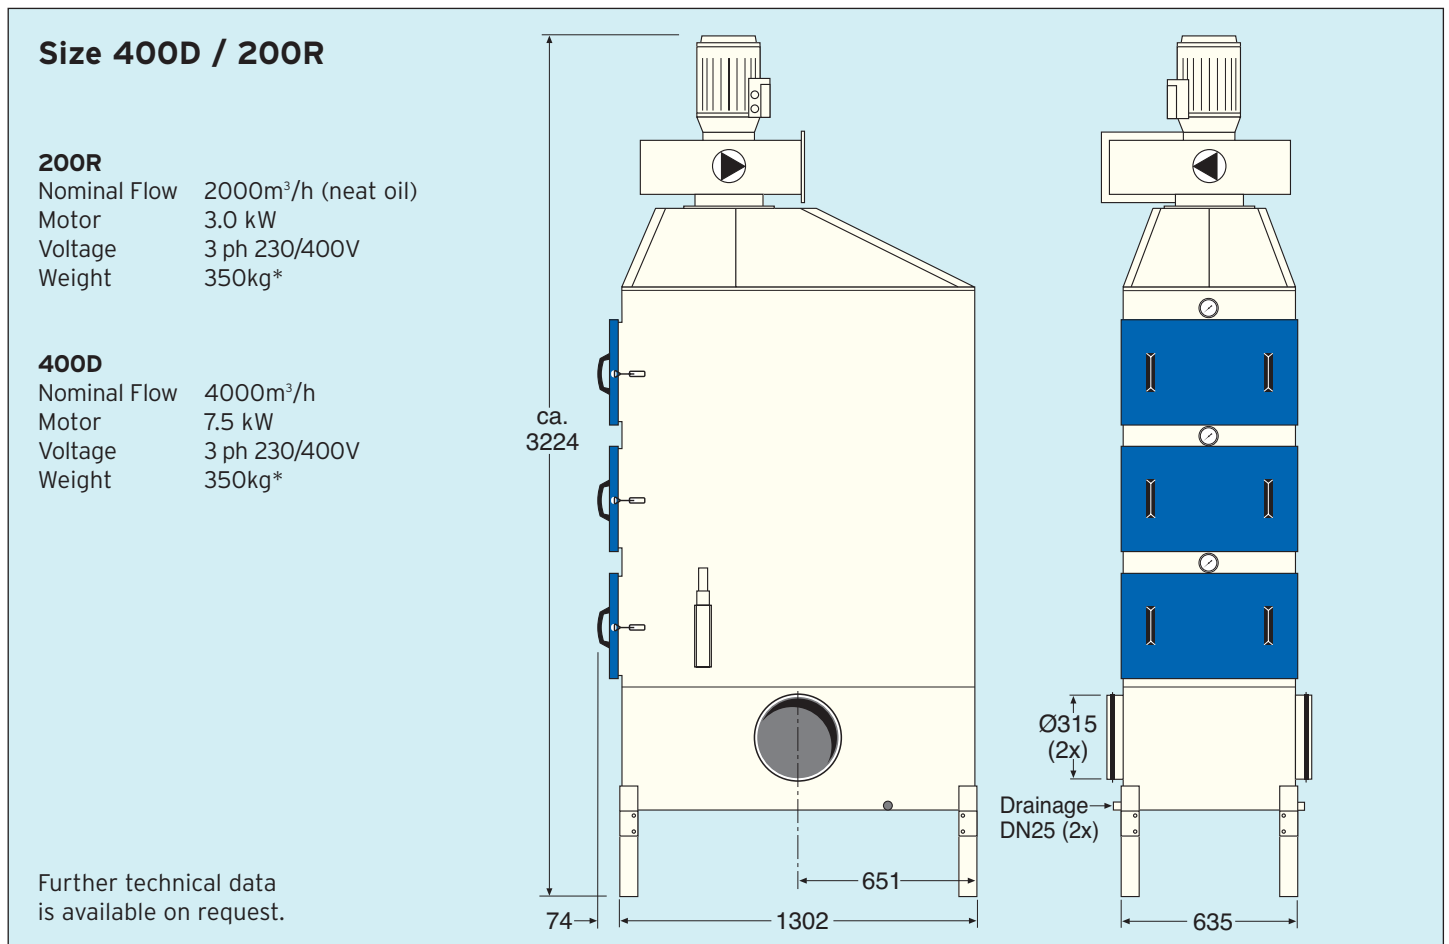 Size 400D / 200R
200R
Nominal Flow 2000m³/h (neat oil)
Motor 3.0 kW
Voltage 3 ph 230/400V
Weight 350kg*
400D
Nominal Flow 4000m³/h
Motor 7.5 kW
Voltage 3 ph 230/400V
Weight 350kg*
Further technical data
is available on request.
ca.
3224
74
651
1302
Ø315
(2x)
Drainage
DN25 (2x)
635